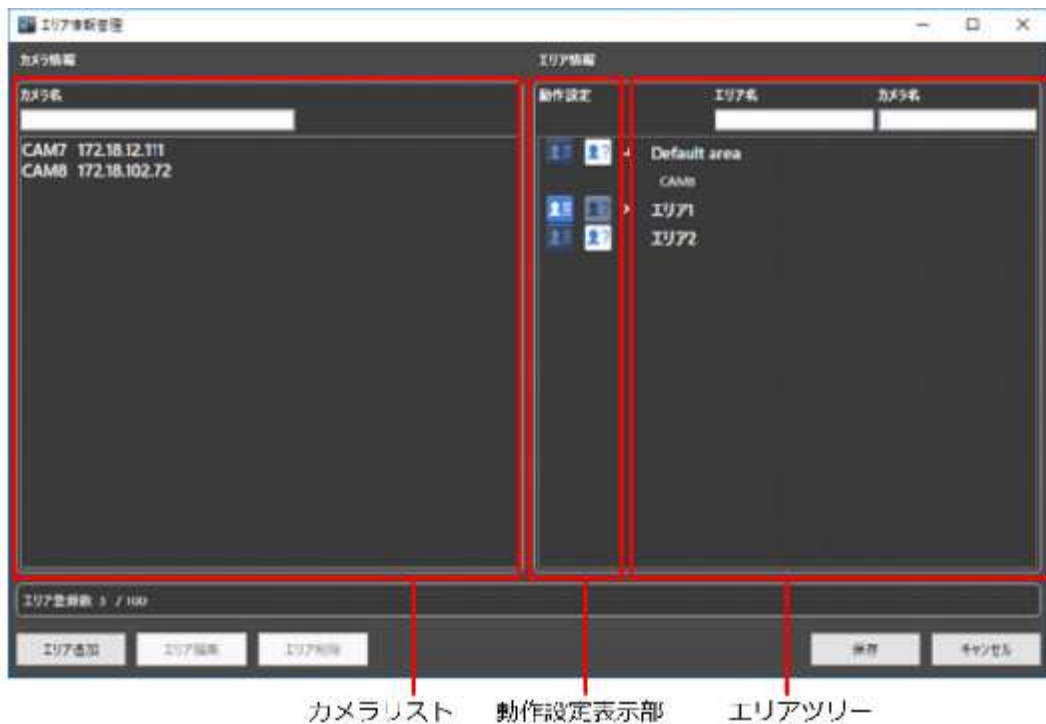 エリア情報管理
カメラ情報
エリア情報
カメラ名
動作設定
エリア名
カメラ名
CAM7 172.18.12.111
CAM8 172.18.102.72
Default area
CAM8
エリア1
エリア2
エリア登録数 3 / 100
エリア追加
エリア編集
エリア削除
保存
キャンセル
カメラリスト
動作設定表示部
エリアツリー